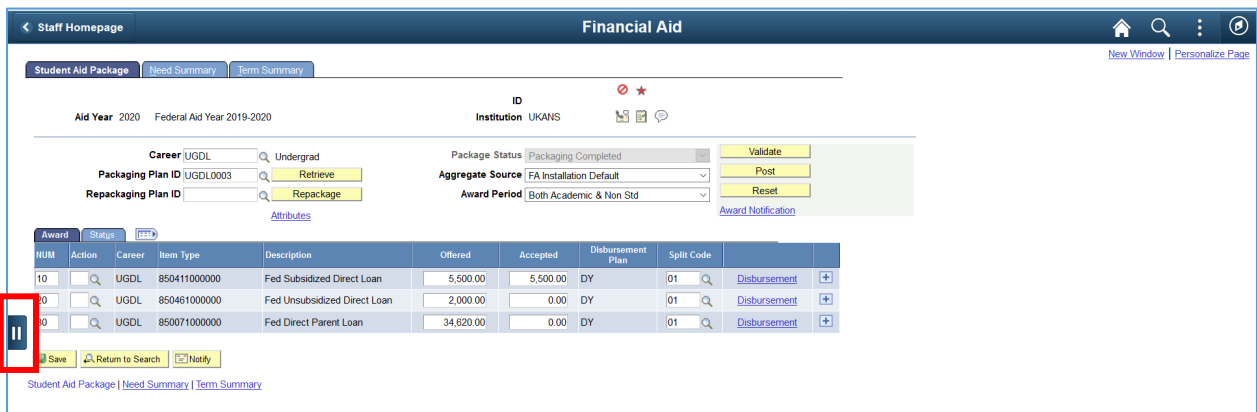 Staff Homepage Financial Aid
New Window | Personalize Page
Student Aid Package Need Summary Term Summary
ID
Aid Year 2020 Federal Aid Year 2019-2020 Institution UKANS
Career UGDL Undergrad Package Status Packaging Completed Validate
Packaging Plan ID UGDL0003 Retrieve Aggregate Source FA Installation Default Post
Repackaging Plan ID Repackage Award Period Both Academic & Non Std Reset
Attributes Award Notification
Award Status
NUM Action Career Item Type Description Offered Accepted Disbursement Plan Split Code
10 UGDL 850411000000 Fed Subsidized Direct Loan 5,500.00 5,500.00 DY 01 Disbursement
20 UGDL 850461000000 Fed Unsubsidized Direct Loan 2,000.00 0.00 DY 01 Disbursement
30 UGDL 850071000000 Fed Direct Parent Loan 34,620.00 0.00 DY 01 Disbursement
Save Return to Search Notify
Student Aid Package | Need Summary | Term Summary